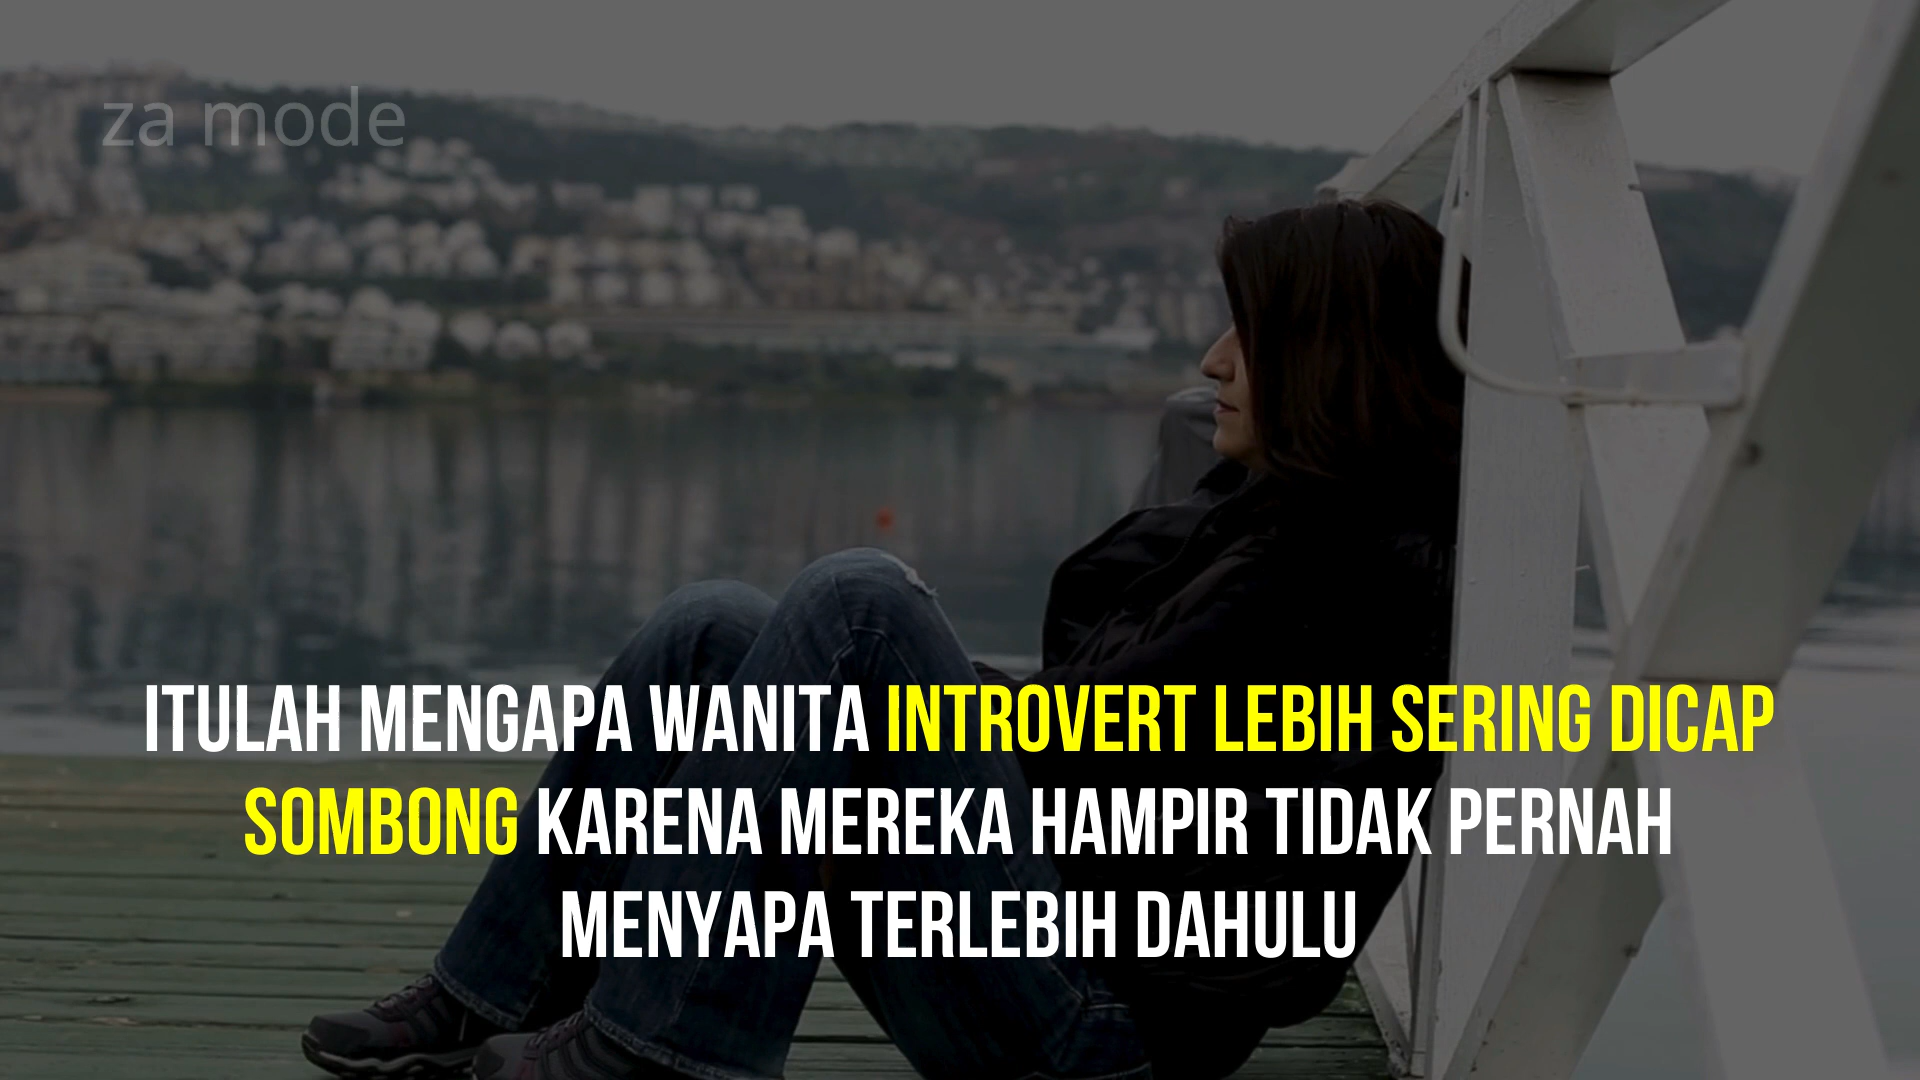 za mode
ITULAH MENGAPA WANITA INTROVERT LEBIH SERING DICAP
SOMBONG KARENA MEREKA HAMPIR TIDAK PERNAH
MENYAPA TERLEBIH DAHULU